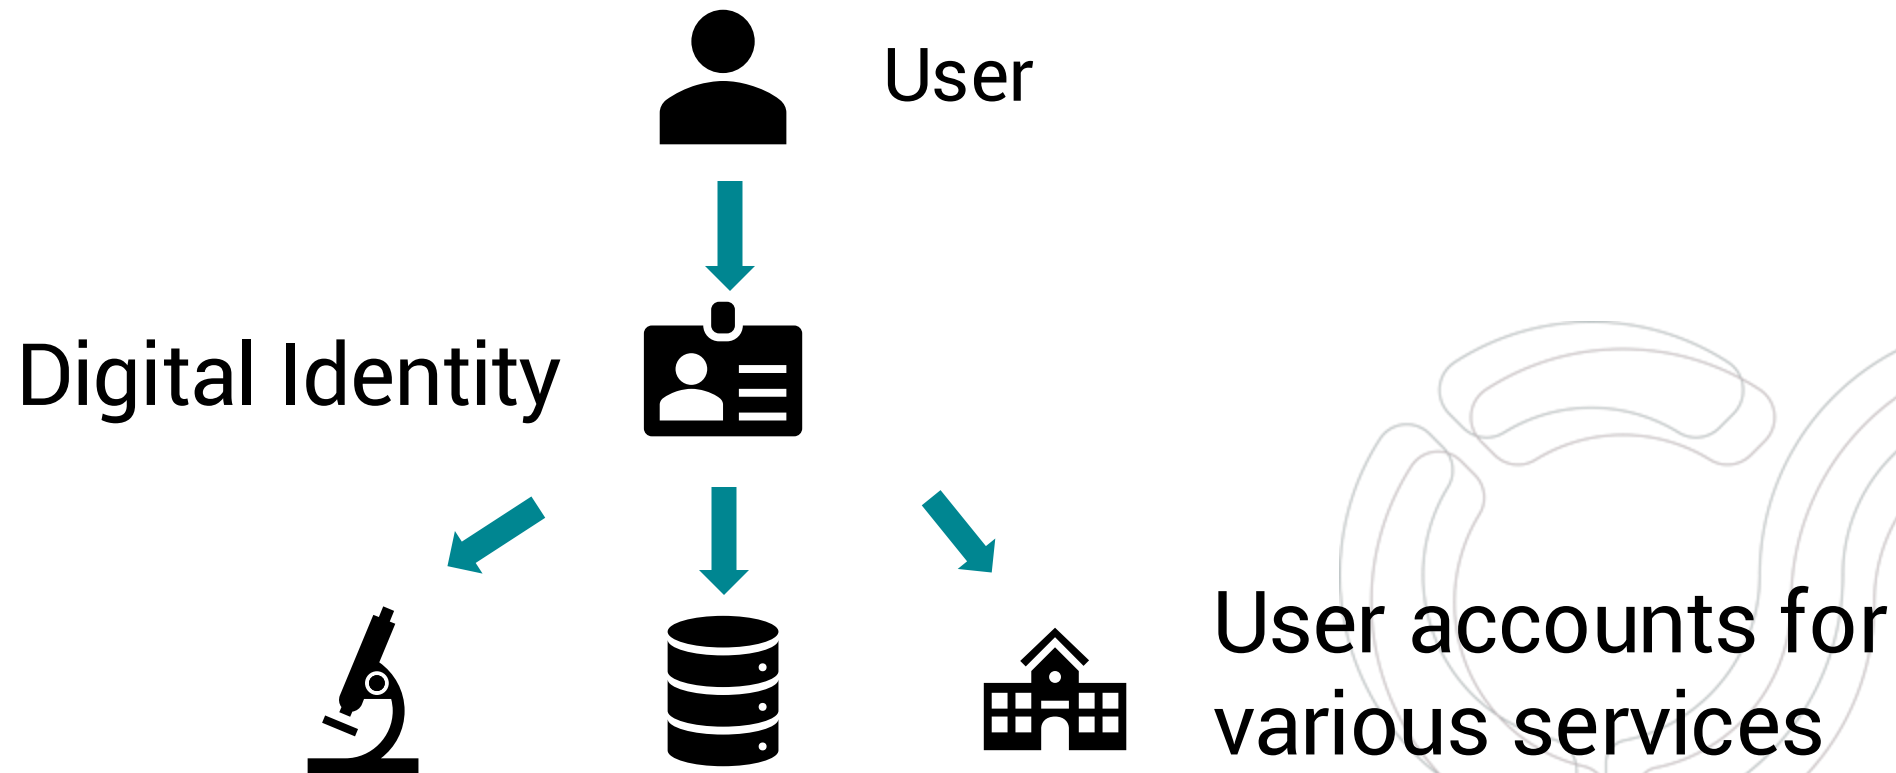 User
Digital Identity
User accounts for
various services